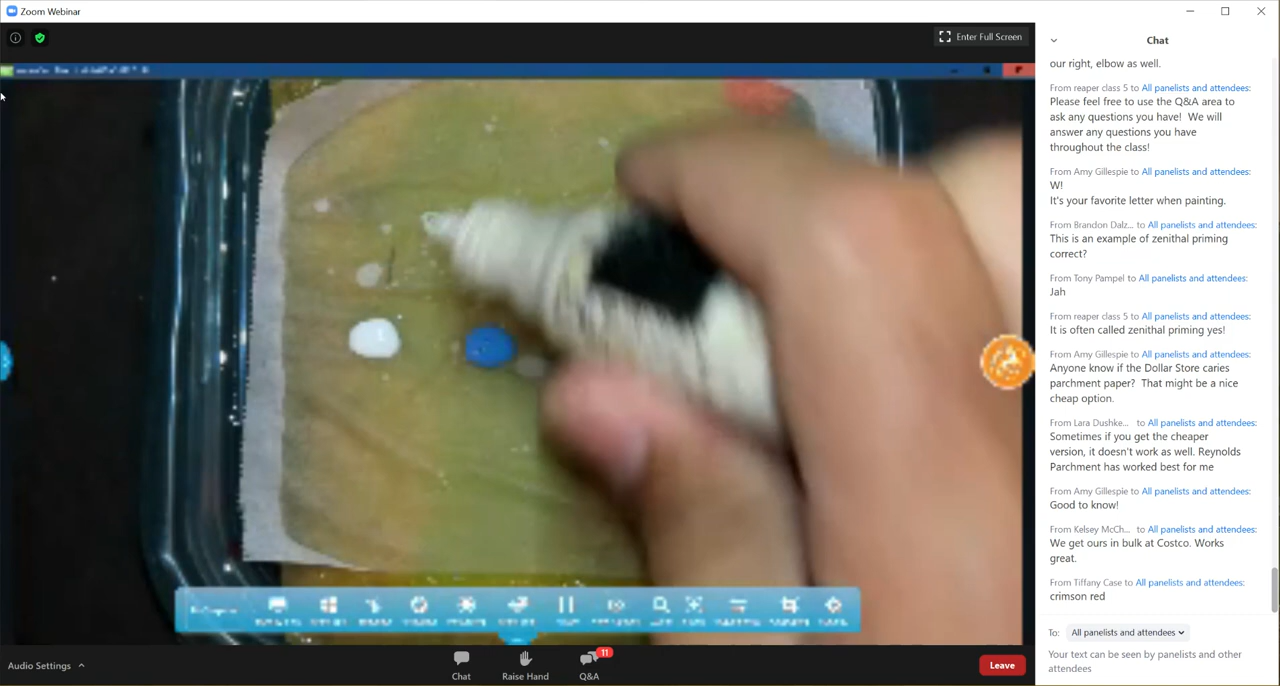 Zoom Webinar
Enter Full Screen
Chat
our right, elbow as well.
From reaper class 5 to All panelists and attendees:
Please feel free to use the Q&A area to
ask any questions you have! We will
answer any questions you have
throughout the class!
From Amy Gillespie to All panelists and attendees:
W!
It's your favorite letter when painting.
From Brandon Dalz... to All panelists and attendees:
This is an example of zenithal priming
correct?
From Tony Pampel to All panelists and attendees:
Jah
From reaper class 5 to All panelists and attendees:
It is often called zenithal priming yes!
From Amy Gillespie to All panelists and attendees:
Anyone know if the Dollar Store caries
parchment paper? That might be a nice
cheap option.
From Lara Dushke... to All panelists and attendees:
Sometimes if you get the cheaper
version, it doesn't work as well. Reynolds
Parchment has worked best for me
From Amy Gillespie to All panelists and attendees:
Good to know!
From Kelsey McCh... to All panelists and attendees:
We get ours in bulk at Costco. Works
great.
From Tiffany Case to All panelists and attendees:
crimson red
To: All panelists and attendees
Your text can be seen by panelists and other
attendees
Audio Settings
Chat
Raise Hand
11
Q&A
Leave